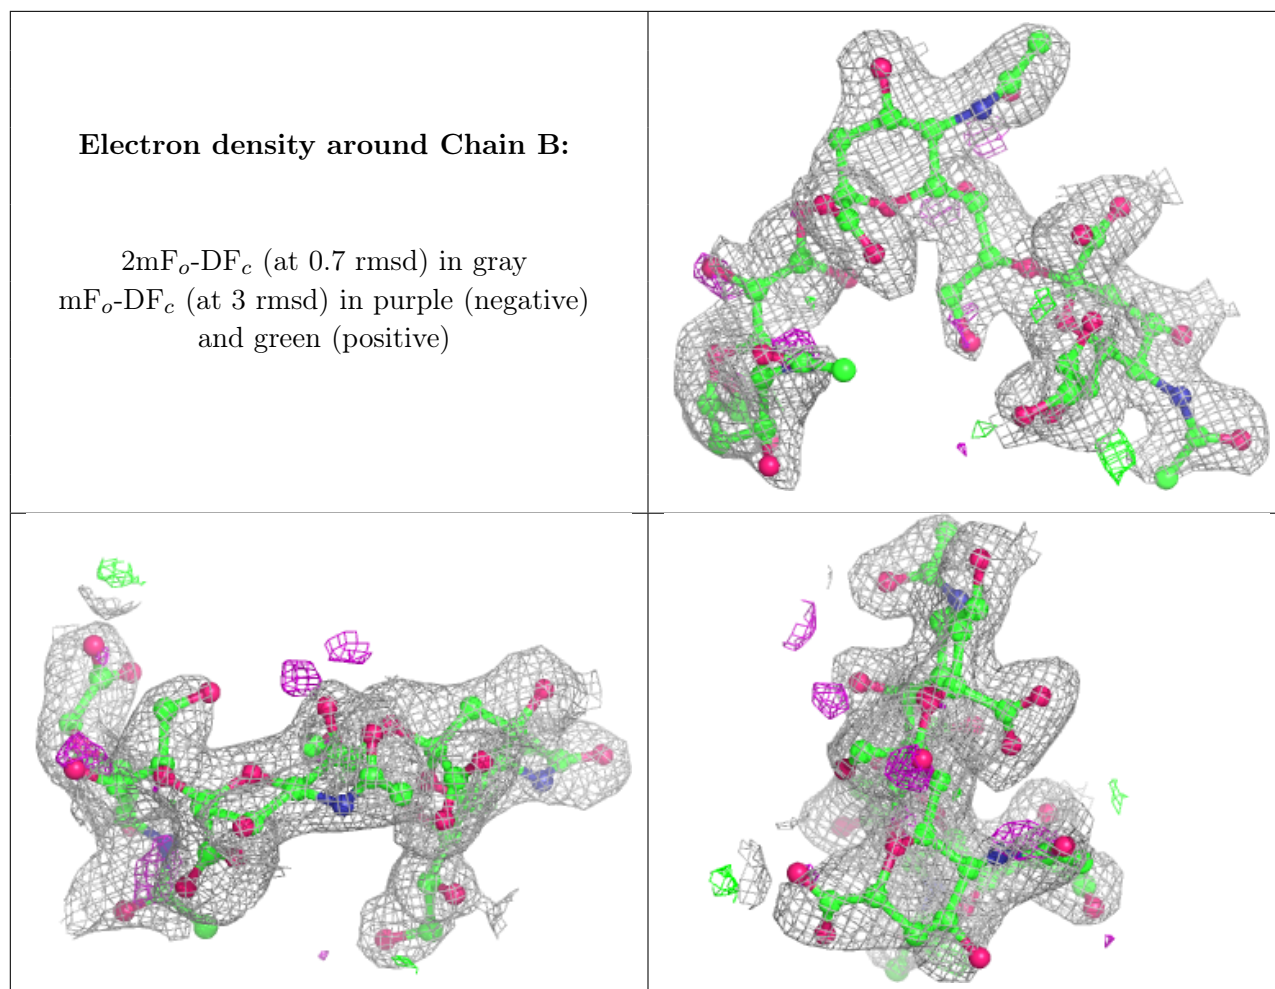 Electron density around Chain B:
2mFo-DFc (at 0.7 rmsd) in gray
mFo-DFc (at 3 rmsd) in purple (negative)
and green (positive)